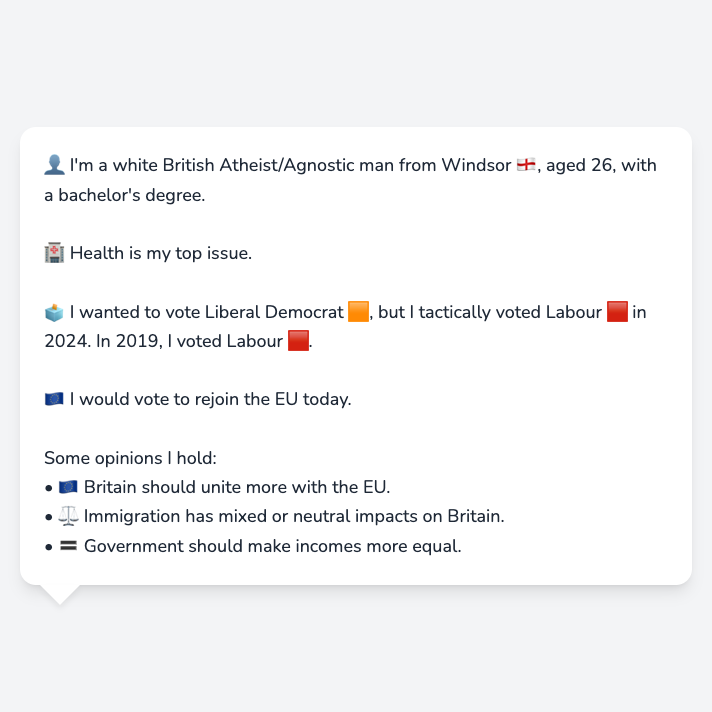 👤 I'm a white British Atheist/Agnostic man from Windsor 🏴󠁧󠁢󠁥󠁮󠁧󠁿, aged 26, with
a bachelor's degree.
🏥 Health is my top issue.
🗳️ I wanted to vote Liberal Democrat 🟧, but I tactically voted Labour 🟥 in
2024. In 2019, I voted Labour 🟥.
🇪🇺 I would vote to rejoin the EU today.
Some opinions I hold:
• 🇪🇺 Britain should unite more with the EU.
• ⚖️ Immigration has mixed or neutral impacts on Britain.
• 🟰 Government should make incomes more equal.